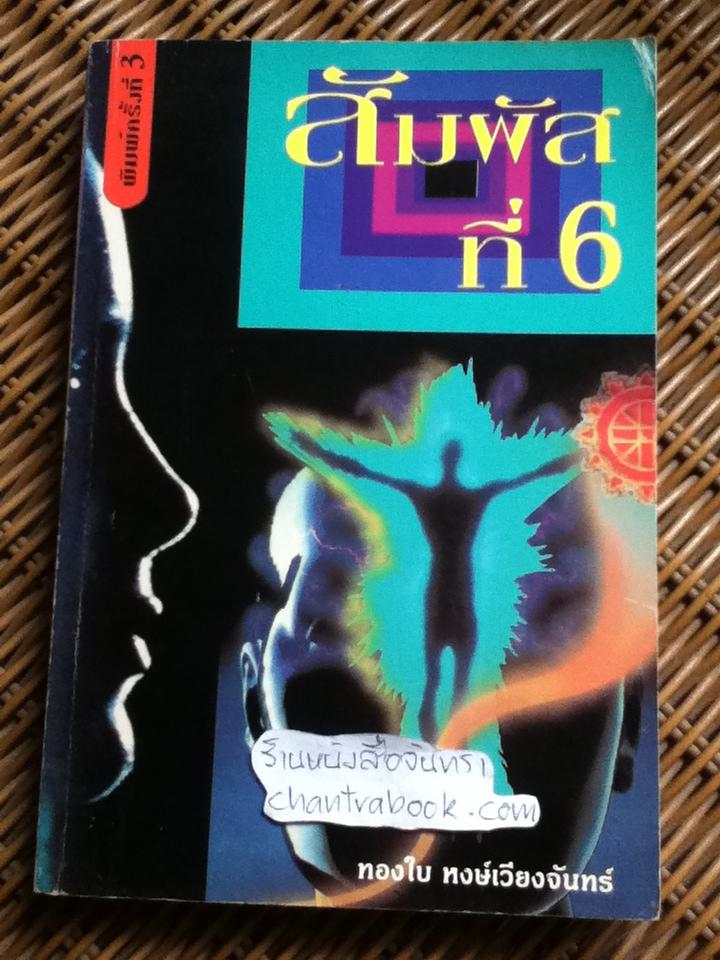 พิมพ์ครั้งที่ 3
สัมผัส
ที่ 6
ร้านหนังสือจันทรา
chantrabook.com
ทองใบ หงษ์เวียงจันทร์